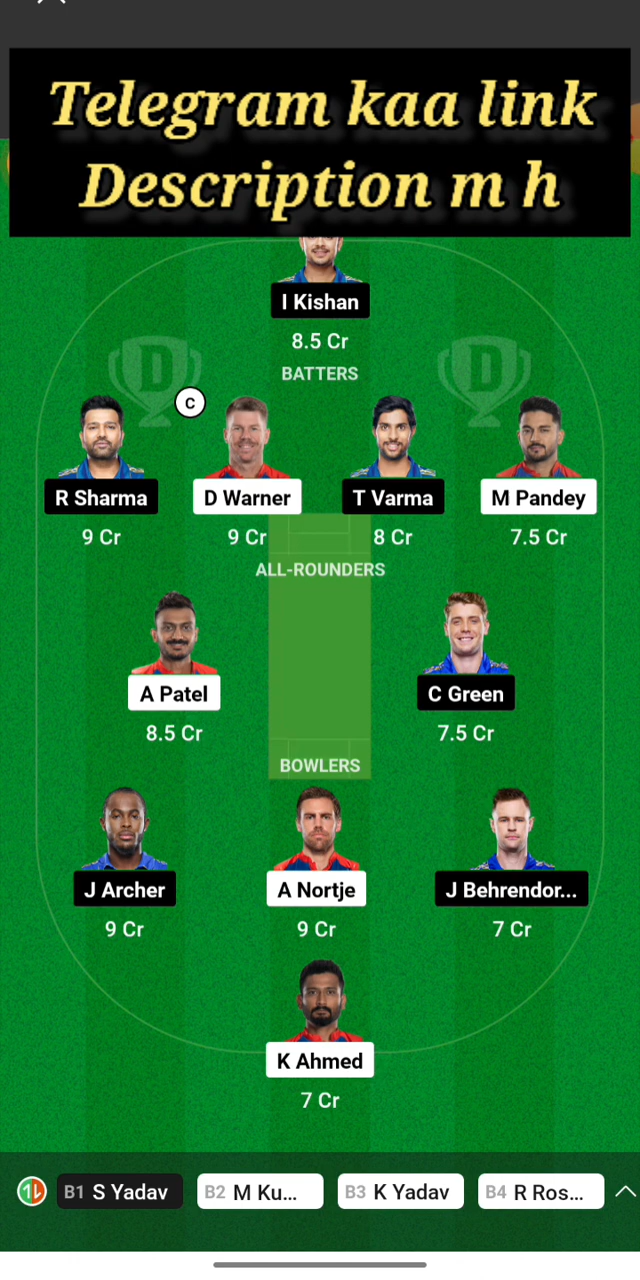 Telegram kaa link
Description m h
I Kishan
8.5 Cr
BATTERS
C
R Sharma D Warner T Varma M Pandey
9 Cr 9 Cr 8 Cr 7.5 Cr
ALL-ROUNDERS
A Patel C Green
8.5 Cr 7.5 Cr
BOWLERS
J Archer A Nortje J Behrendor...
9 Cr 9 Cr 7 Cr
K Ahmed
7 Cr
B1 S Yadav B2 M Ku... B3 K Yadav B4 R Ros...